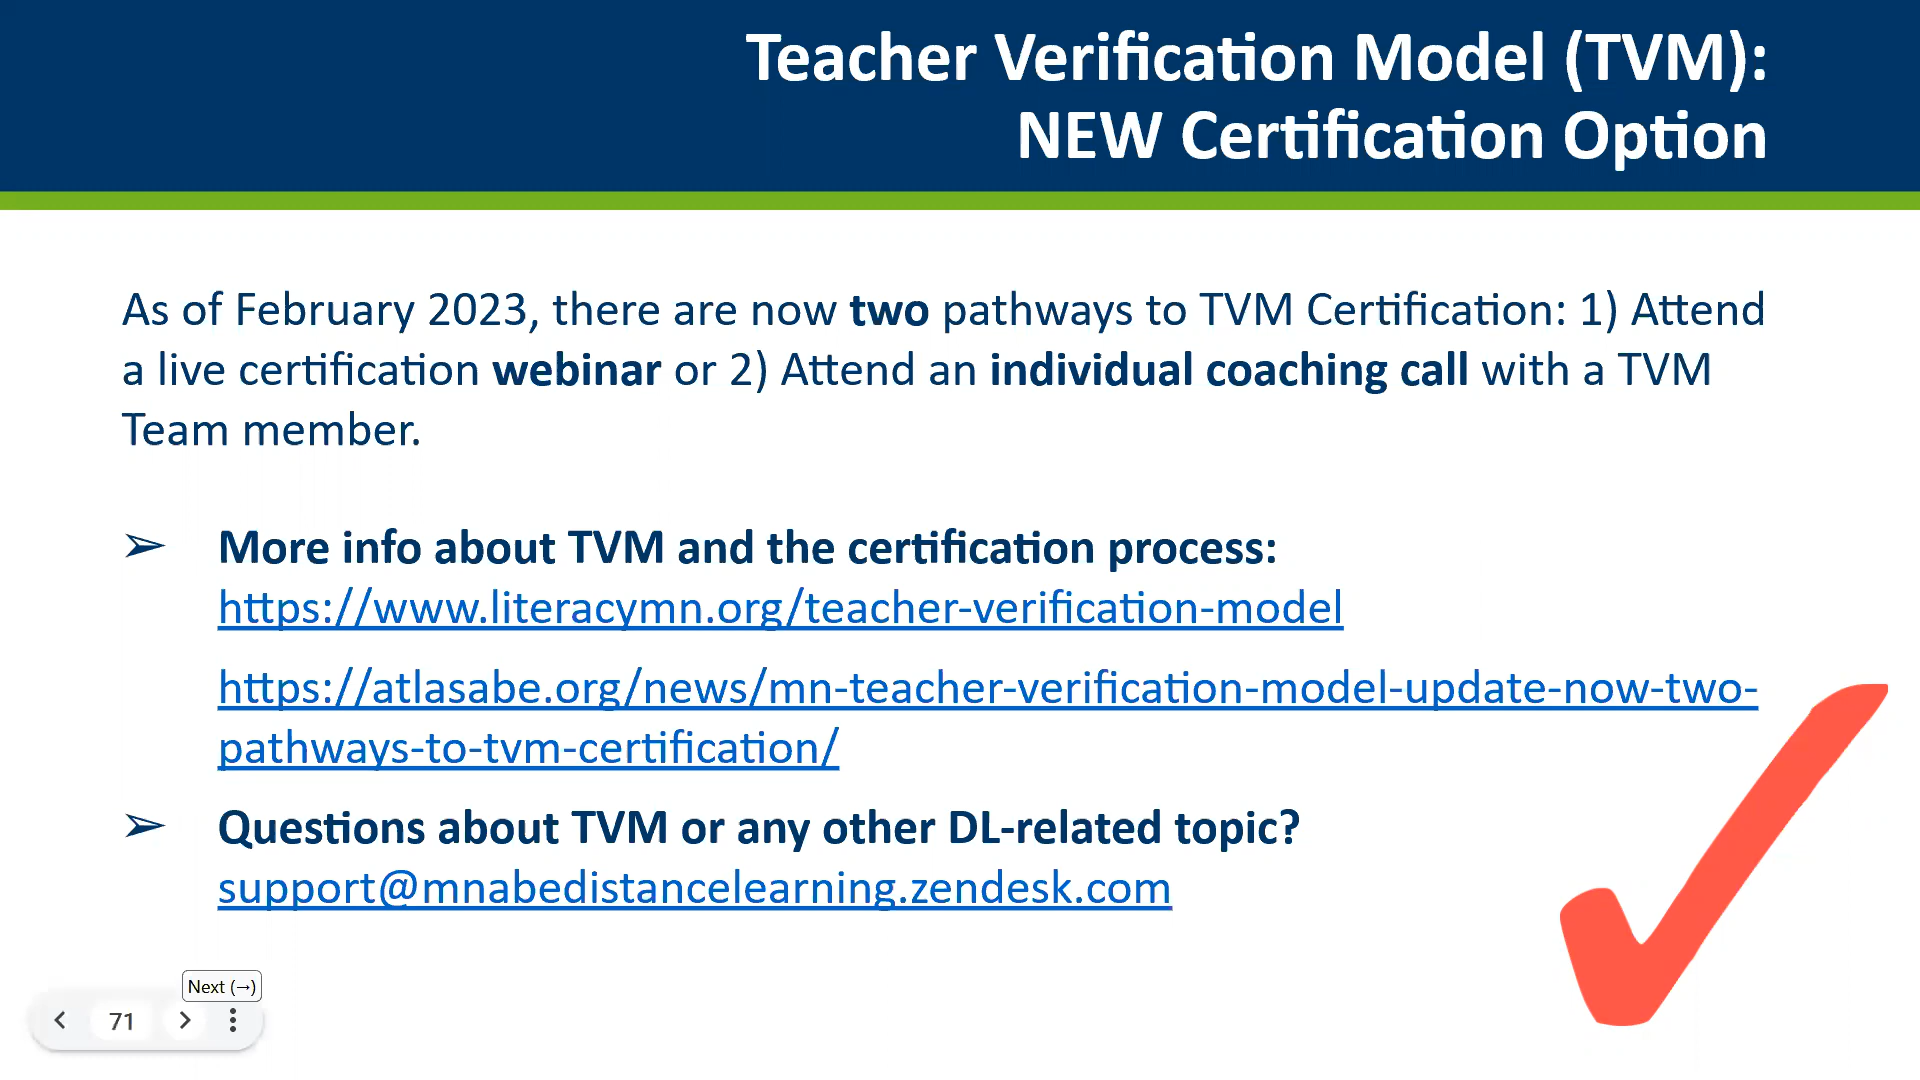 Teacher Verification Model (TVM):
NEW Certification Option
As of February 2023, there are now two pathways to TVM Certification: 1) Attend
a live certification webinar or 2) Attend an individual coaching call with a TVM
Team member.
➢ More info about TVM and the certification process:
https://www.literacymn.org/teacher-verification-model
https://atlasabe.org/news/mn-teacher-verification-model-update-now-two-
pathways-to-tvm-certification/
➢ Questions about TVM or any other DL-related topic?
support@mnabedistancelearning.zendesk.com
Next (→)
71